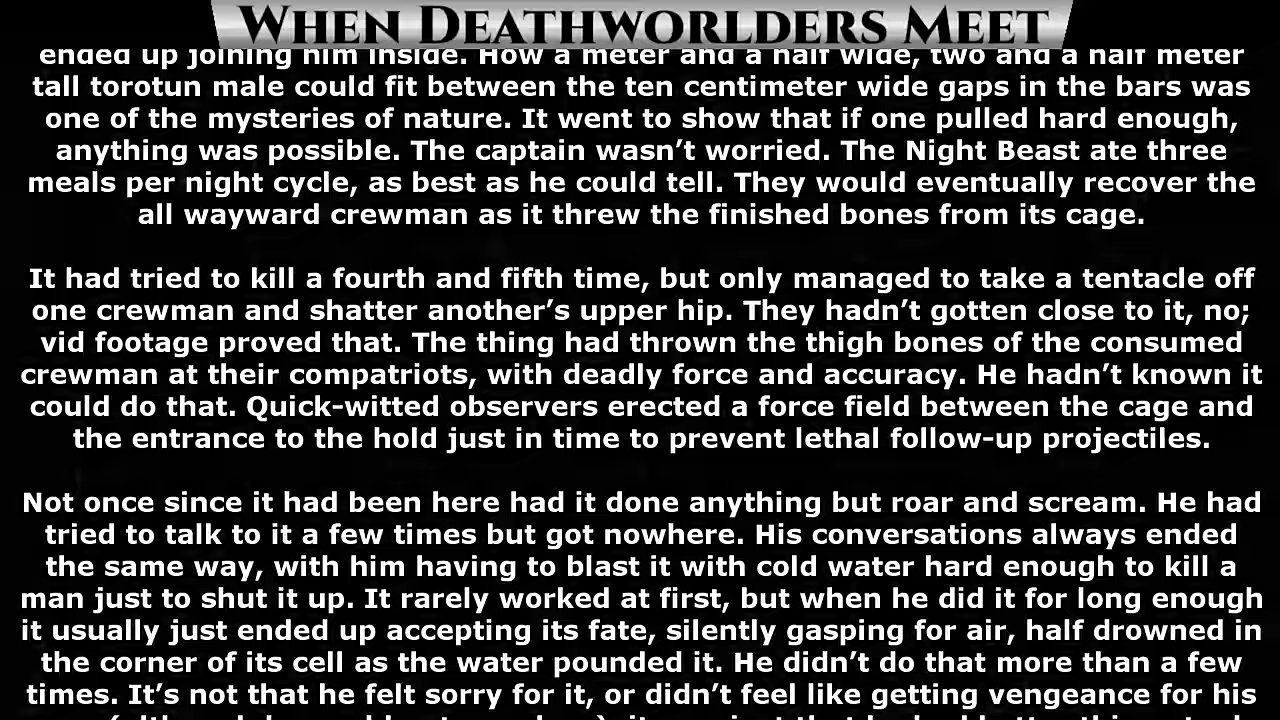 WHEN DEATHWORLDERS MEET
ended up joining him inside. How a meter and a half wide, two and a half meter
tall torotun male could fit between the ten centimeter wide gaps in the bars was
one of the mysteries of nature. It went to show that if one pulled hard enough,
anything was possible. The captain wasn’t worried. The Night Beast ate three
meals per night cycle, as best as he could tell. They would eventually recover the
all wayward crewman as it threw the finished bones from its cage.
It had tried to kill a fourth and fifth time, but only managed to take a tentacle off
one crewman and shatter another’s upper hip. They hadn’t gotten close to it, no;
vid footage proved that. The thing had thrown the thigh bones of the consumed
crewman at their compatriots, with deadly force and accuracy. He hadn’t known it
could do that. Quick-witted observers erected a force field between the cage and
the entrance to the hold just in time to prevent lethal follow-up projectiles.
Not once since it had been here had it done anything but roar and scream. He had
tried to talk to it a few times but got nowhere. His conversations always ended
the same way, with him having to blast it with cold water hard enough to kill a
man just to shut it up. It rarely worked at first, but when he did it for long enough
it usually just ended up accepting its fate, silently gasping for air, half drowned in
the corner of its cell as the water pounded it. He didn’t do that more than a few
times. It’s not that he felt sorry for it, or didn’t feel like getting vengeance for his